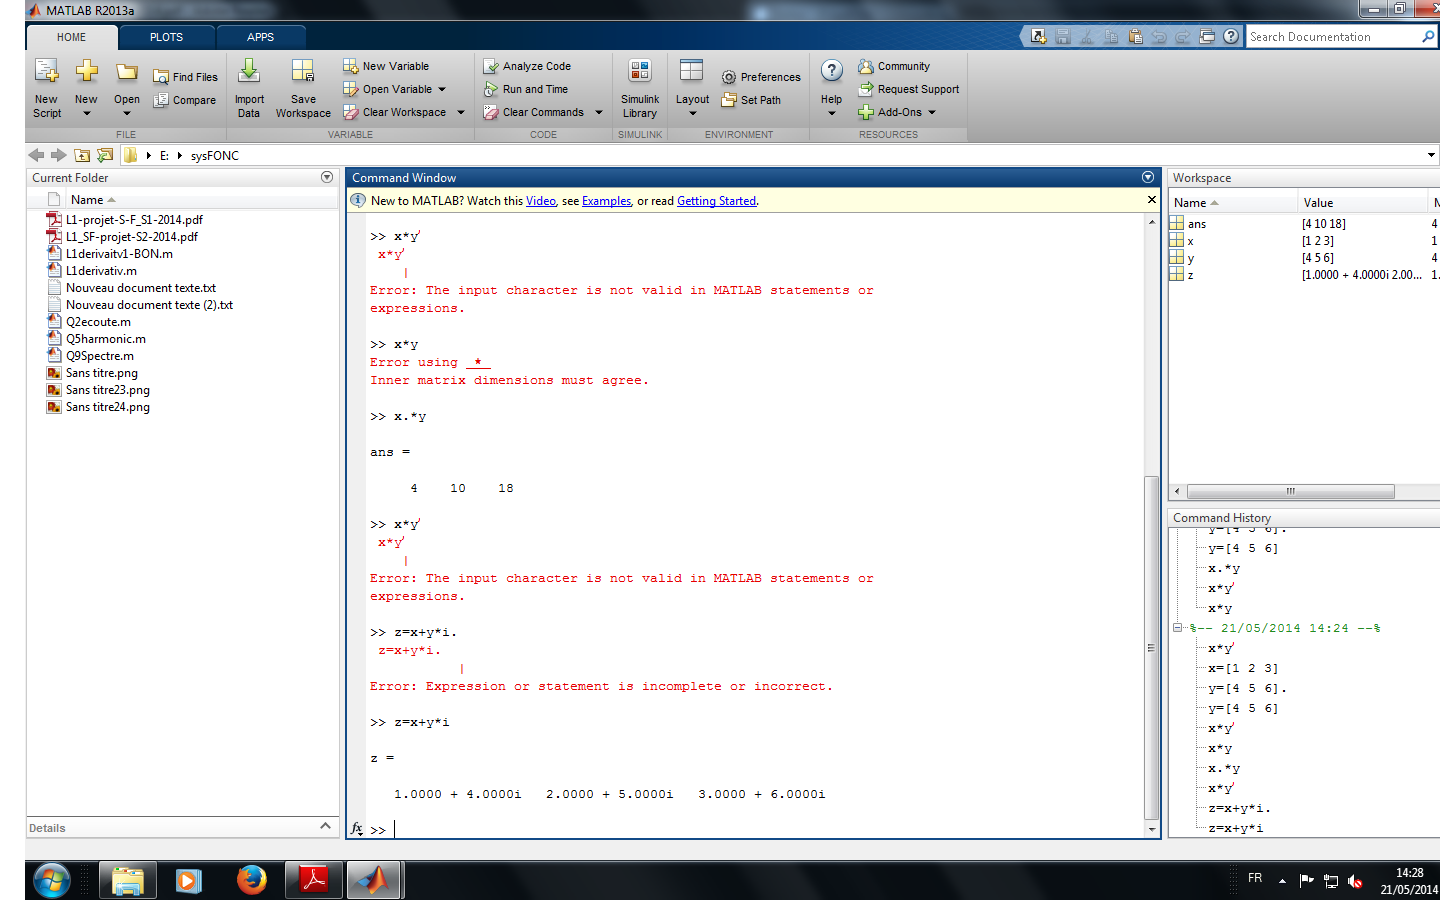 MATLAB R2013a
HOME PLOTS APPS
Search Documentation
New Script
New
Open
Find Files
Compare
Import Data
Save Workspace
New Variable
Open Variable
Clear Workspace
Analyze Code
Run and Time
Clear Commands
Simulink Library
Layout
Preferences
Set Path
Help
Community
Request Support
Add-Ons
FILE VARIABLE CODE SIMULINK ENVIRONMENT RESOURCES
E: sysFONC
Current Folder
Name
L1-projet-S-F_S1-2014.pdf
L1_SF-projet-S2-2014.pdf
L1derivaitv1-BON.m
L1derivativ.m
Nouveau document texte.txt
Nouveau document texte (2).txt
Q2ecoute.m
Q5harmonic.m
Q9Spectre.m
Sans titre.png
Sans titre23.png
Sans titre24.png
Details
Command Window
New to MATLAB? Watch this Video, see Examples, or read Getting Started.
>> x*y'
x*y'
|
Error: The input character is not valid in MATLAB statements or
expressions.
>> x*y
Error using *
Inner matrix dimensions must agree.
>> x.*y
ans =
4 10 18
>> x*y'
x*y'
|
Error: The input character is not valid in MATLAB statements or
expressions.
>> z=x+y*i.
z=x+y*i.
|
Error: Expression or statement is incomplete or incorrect.
>> z=x+y*i
z =
1.0000 + 4.0000i 2.0000 + 5.0000i 3.0000 + 6.0000i
fx >>
Workspace
Name Value
ans [4 10 18] 4
x [1 2 3] 1
y [4 5 6] 4
z [1.0000 + 4.0000i 2.00... 1.
Command History
y=[4 5 6].
y=[4 5 6]
x.*y
x*y'
x*y
%-- 21/05/2014 14:24 --%
x*y'
x=[1 2 3]
y=[4 5 6].
y=[4 5 6]
x*y'
x*y
x.*y
x*y'
z=x+y*i.
z=x+y*i
FR
14:28
21/05/2014